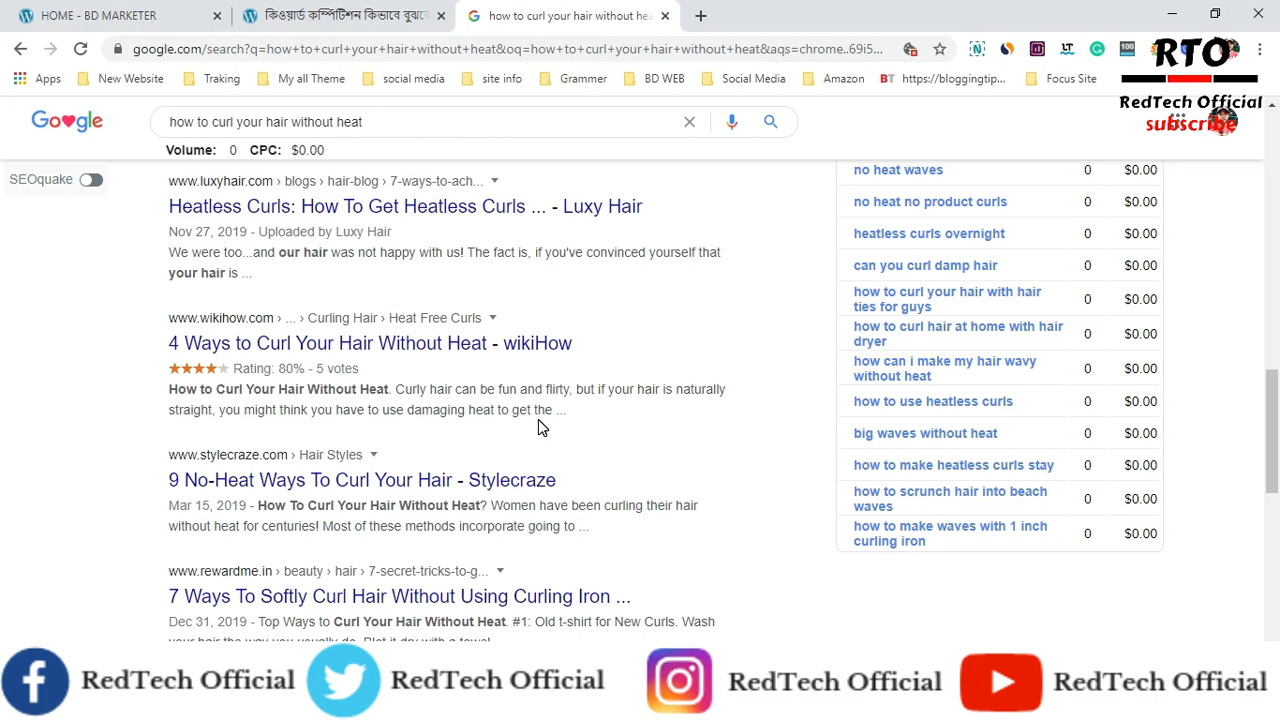 HOME - BD MARKETER
কিওয়ার্ড কম্পিটিশন কিভাবে বুঝবে
how to curl your hair without hea
google.com/search?q=how+to+curl+your+hair+without+heat&oq=how+to+curl+your+hair+without+heat&aqs=chrome..69i5...
Apps
New Website
Traking
My all Theme
social media
site info
Grammer
BD WEB
Social Media
Amazon
BT https://bloggingtip...
Focus Site
RTO
RedTech Official
subscribe
Google
how to curl your hair without heat
Volume: 0 CPC: $0.00
SEOquake
www.luxyhair.com › blogs › hair-blog › 7-ways-to-ach...
Heatless Curls: How To Get Heatless Curls ... - Luxy Hair
Nov 27, 2019 - Uploaded by Luxy Hair
We were too...and our hair was not happy with us! The fact is, if you've convinced yourself that
your hair is ...
www.wikihow.com › ... › Curling Hair › Heat Free Curls
4 Ways to Curl Your Hair Without Heat - wikiHow
Rating: 80% - 5 votes
How to Curl Your Hair Without Heat. Curly hair can be fun and flirty, but if your hair is naturally
straight, you might think you have to use damaging heat to get the ...
www.stylecraze.com › Hair Styles
9 No-Heat Ways To Curl Your Hair - Stylecraze
Mar 15, 2019 - How To Curl Your Hair Without Heat? Women have been curling their hair
without heat for centuries! Most of these methods incorporate going to ...
www.rewardme.in › beauty › hair › 7-secret-tricks-to-g...
7 Ways To Softly Curl Hair Without Using Curling Iron ...
Dec 31, 2019 - Top Ways to Curl Your Hair Without Heat. #1: Old t-shirt for New Curls. Wash
your hair the way you usually do. Blot it dry with a towel
no heat waves 0 $0.00
no heat no product curls 0 $0.00
heatless curls overnight 0 $0.00
can you curl damp hair 0 $0.00
how to curl your hair with hair
ties for guys 0 $0.00
how to curl hair at home with hair
dryer 0 $0.00
how can i make my hair wavy
without heat 0 $0.00
how to use heatless curls 0 $0.00
big waves without heat 0 $0.00
how to make heatless curls stay 0 $0.00
how to scrunch hair into beach
waves 0 $0.00
how to make waves with 1 inch
curling iron 0 $0.00
RedTech Official
RedTech Official
RedTech Official
RedTech Official